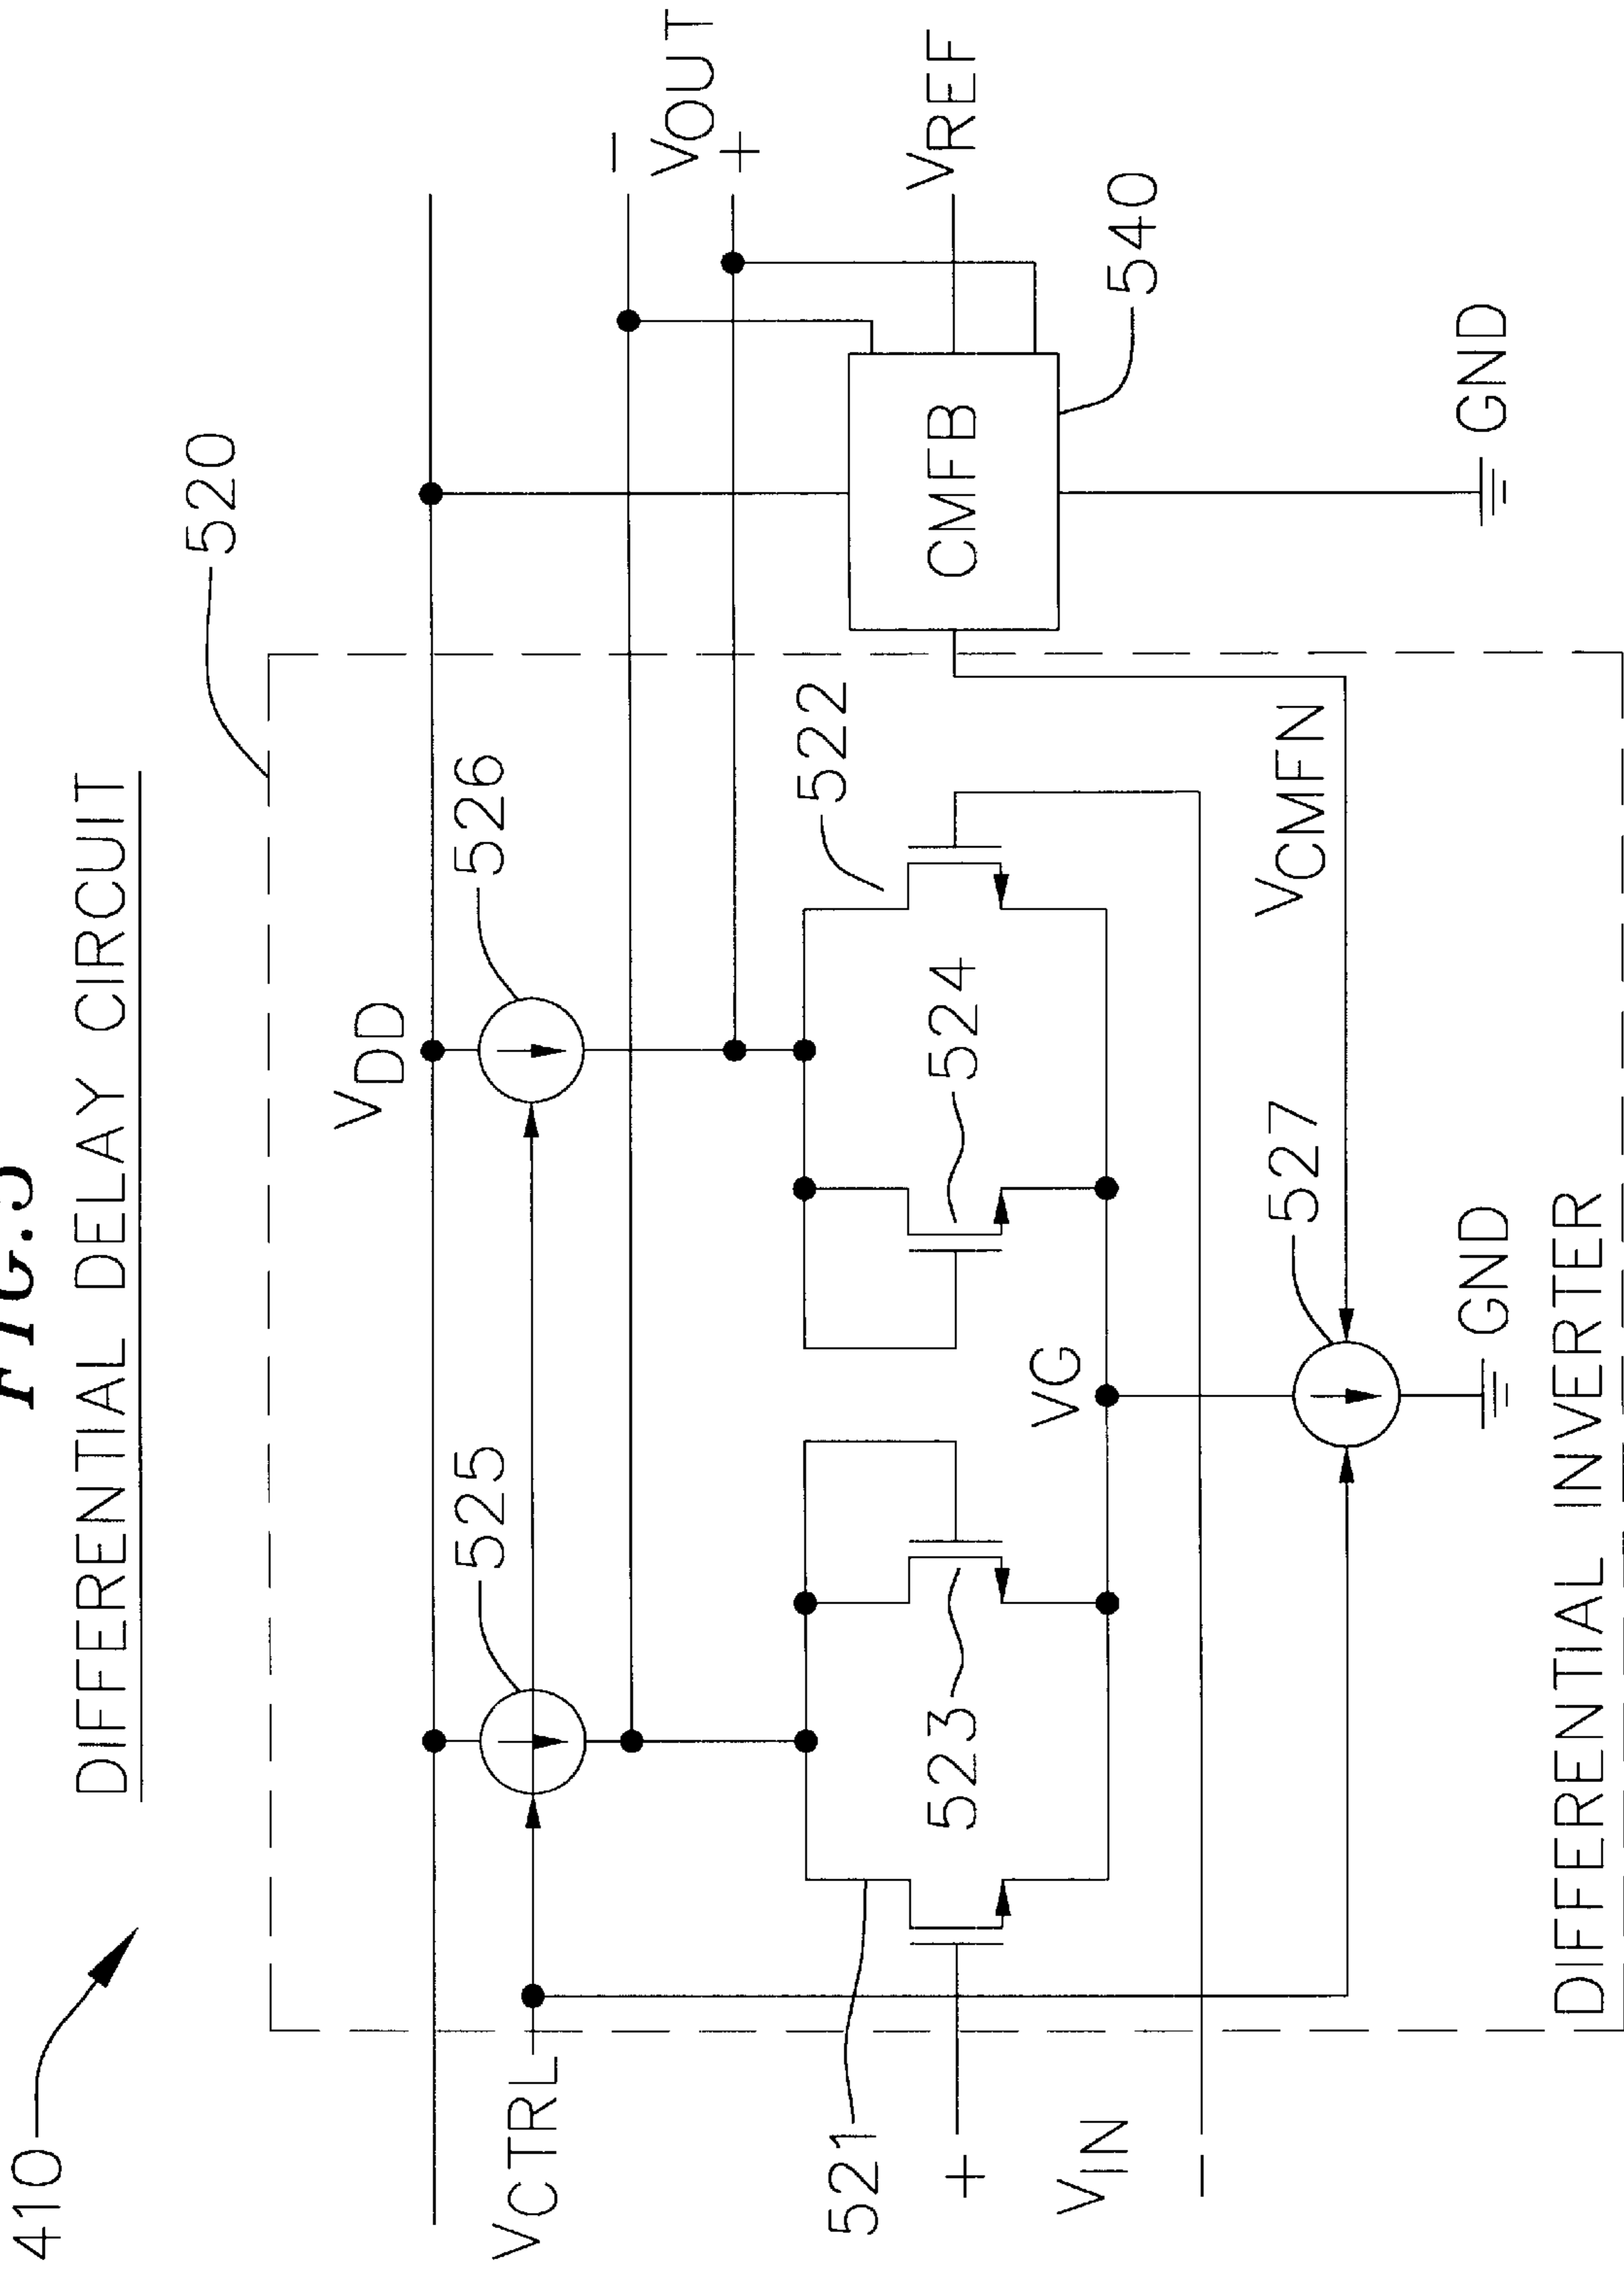 FIG.5
DIFFERENTIAL DELAY CIRCUIT
410
520
VDD
525
526
VCTRL
−
VOUT
+
521
523
524
522
CMFB
VREF
540
+
VIN
−
VG
VCMFN
527
GND
GND
DIFFERENTIAL INVERTER